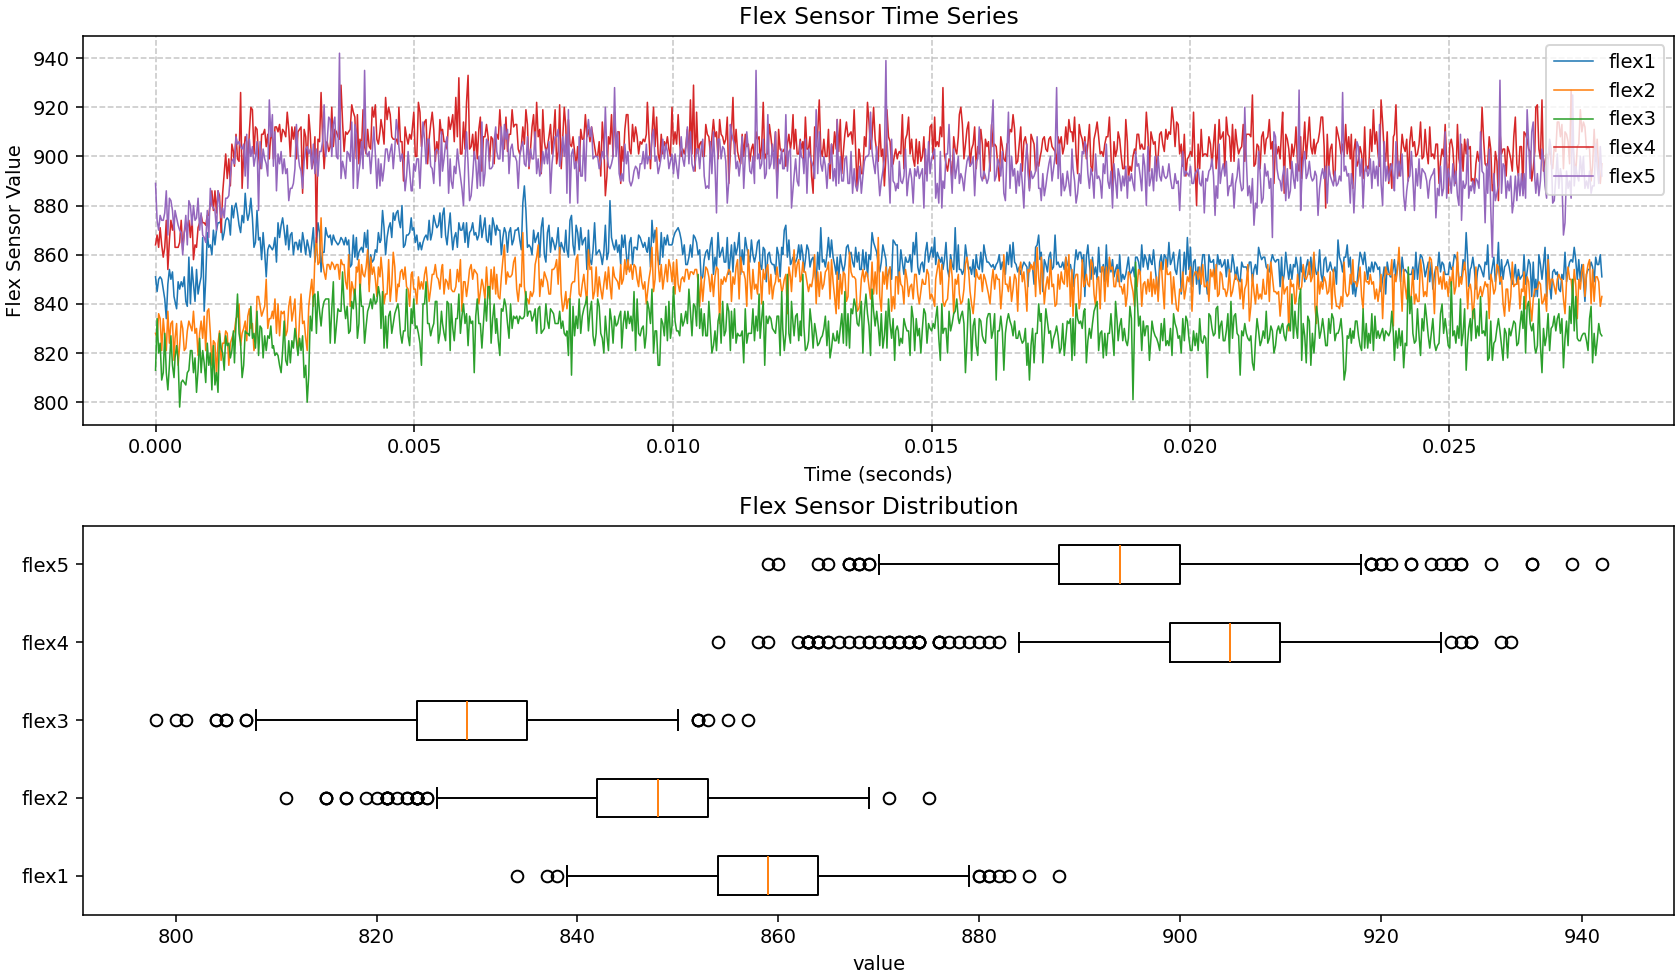 Flex Sensor Time Series
Flex Sensor Value
940
920
900
880
860
840
820
800
flex1
flex2
flex3
flex4
flex5
0.000 0.005 0.010 0.015 0.020 0.025
Time (seconds)
Flex Sensor Distribution
flex5
flex4
flex3
flex2
flex1
800 820 840 860 880 900 920 940
value